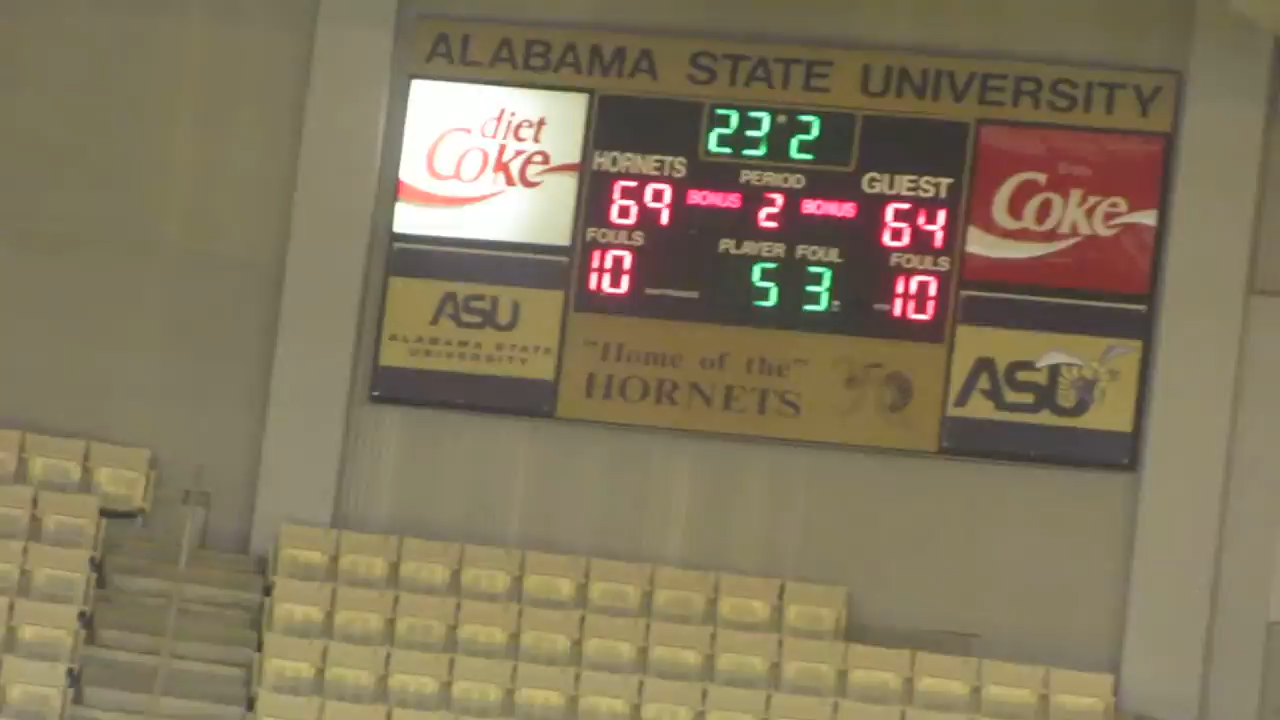 ALABAMA STATE UNIVERSITY
diet
Coke
23 2
HORNETS
PERIOD
GUEST
69 BONUS 2 BONUS 64
FOULS
PLAYER FOUL
FOULS
10 5 3 10
Coke
ASU
ALABAMA STATE
UNIVERSITY
"Home of the"
HORNETS
ASU